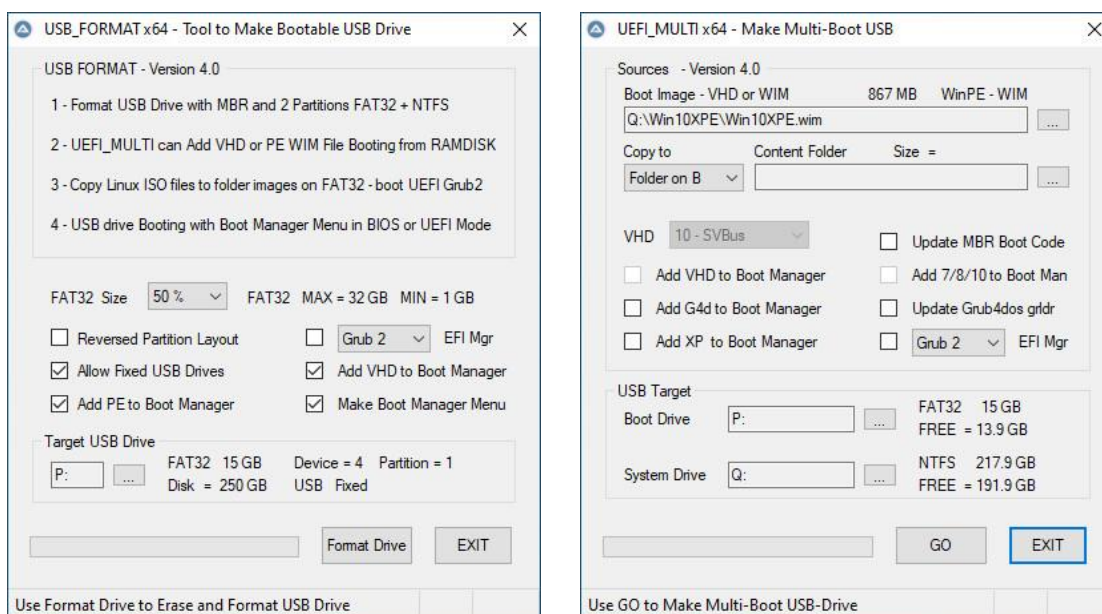 USB_FORMAT x64 - Tool to Make Bootable USB Drive
USB FORMAT - Version 4.0
1 - Format USB Drive with MBR and 2 Partitions FAT32 + NTFS
2 - UEFI_MULTI can Add VHD or PE WIM File Booting from RAMDISK
3 - Copy Linux ISO files to folder images on FAT32 - boot UEFI Grub2
4 - USB drive Booting with Boot Manager Menu in BIOS or UEFI Mode
FAT32 Size 50 % FAT32 MAX = 32 GB MIN = 1 GB
Reversed Partition Layout Grub 2 EFI Mgr
Allow Fixed USB Drives Add VHD to Boot Manager
Add PE to Boot Manager Make Boot Manager Menu
Target USB Drive
P: ... FAT32 15 GB Device = 4 Partition = 1
Disk = 250 GB USB Fixed
Format Drive EXIT
Use Format Drive to Erase and Format USB Drive
UEFI_MULTI x64 - Make Multi-Boot USB
Sources - Version 4.0
Boot Image - VHD or WIM 867 MB WinPE - WIM
Q:\Win10XPE\Win10XPE.wim ...
Copy to Content Folder Size =
Folder on B ...
VHD 10 - SVBus Update MBR Boot Code
Add VHD to Boot Manager Add 7/8/10 to Boot Man
Add G4d to Boot Manager Update Grub4dos grldr
Add XP to Boot Manager Grub 2 EFI Mgr
USB Target
Boot Drive P: ... FAT32 15 GB
FREE = 13.9 GB
System Drive Q: ... NTFS 217.9 GB
FREE = 191.9 GB
GO EXIT
Use GO to Make Multi-Boot USB-Drive